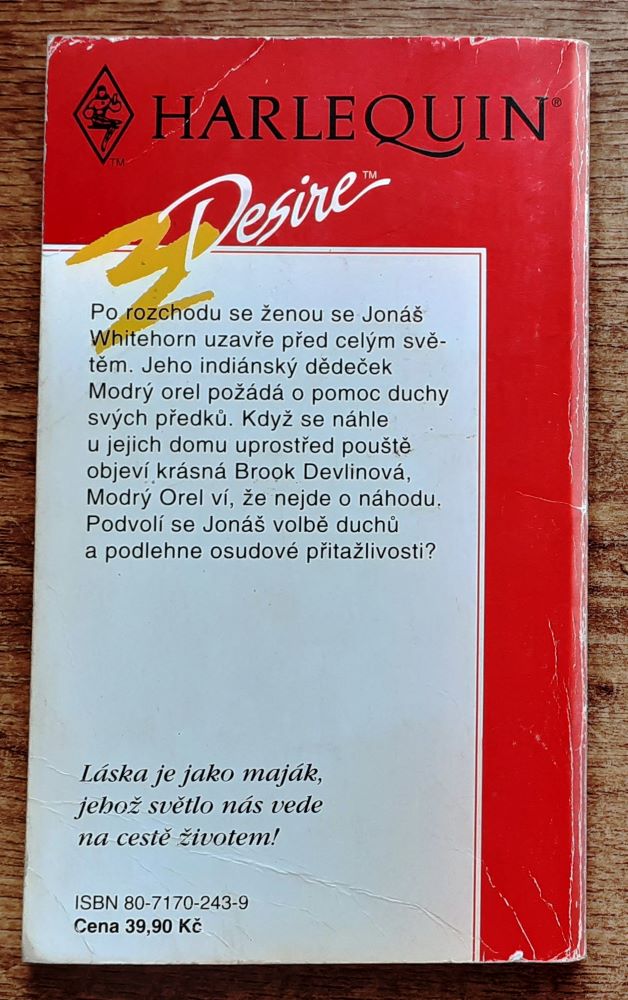 HARLEQUIN®
TM
Desire™
Po rozchodu se ženou se Jonáš
Whitehorn uzavře před celým svě-
těm. Jeho indiánský dědeček
Modrý orel požádá o pomoc duchy
svých předků. Když se náhle
u jejich domu uprostřed pouště
objeví krásná Brook Devlinová,
Modrý Orel ví, že nejde o náhodu.
Podvolí se Jonáš volbě duchů
a podlehne osudové přitažlivosti?
Láska je jako maják,
jehož světlo nás vede
na cestě životem!
ISBN 80-7170-243-9
Cena 39,90 Kč